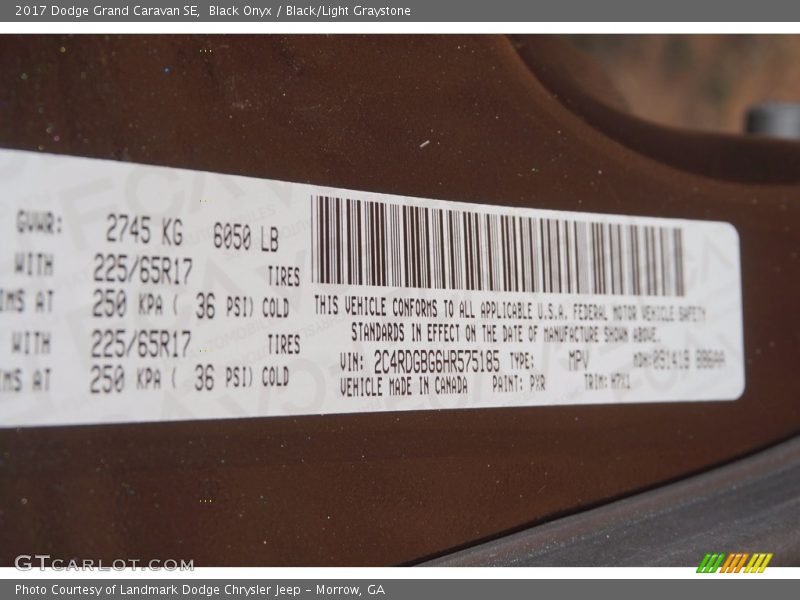 2017 Dodge Grand Caravan SE, Black Onyx / Black/Light Graystone
GVWR: 2745 KG 6050 LB
WITH 225/65R17 TIRES
IMS AT 250 KPA ( 36 PSI) COLD
WITH 225/65R17 TIRES
IMS AT 250 KPA ( 36 PSI) COLD
THIS VEHICLE CONFORMS TO ALL APPLICABLE U.S.A. FEDERAL MOTOR VEHICLE SAFETY
STANDARDS IN EFFECT ON THE DATE OF MANUFACTURE SHOWN ABOVE.
VIN: 2C4RDGBG6HR575185 TYPE: MPV MDH:
VEHICLE MADE IN CANADA PAINT: PXR TRIM: H7X1
GTCARLOT.COM
Photo Courtesy of Landmark Dodge Chrysler Jeep – Morrow, GA